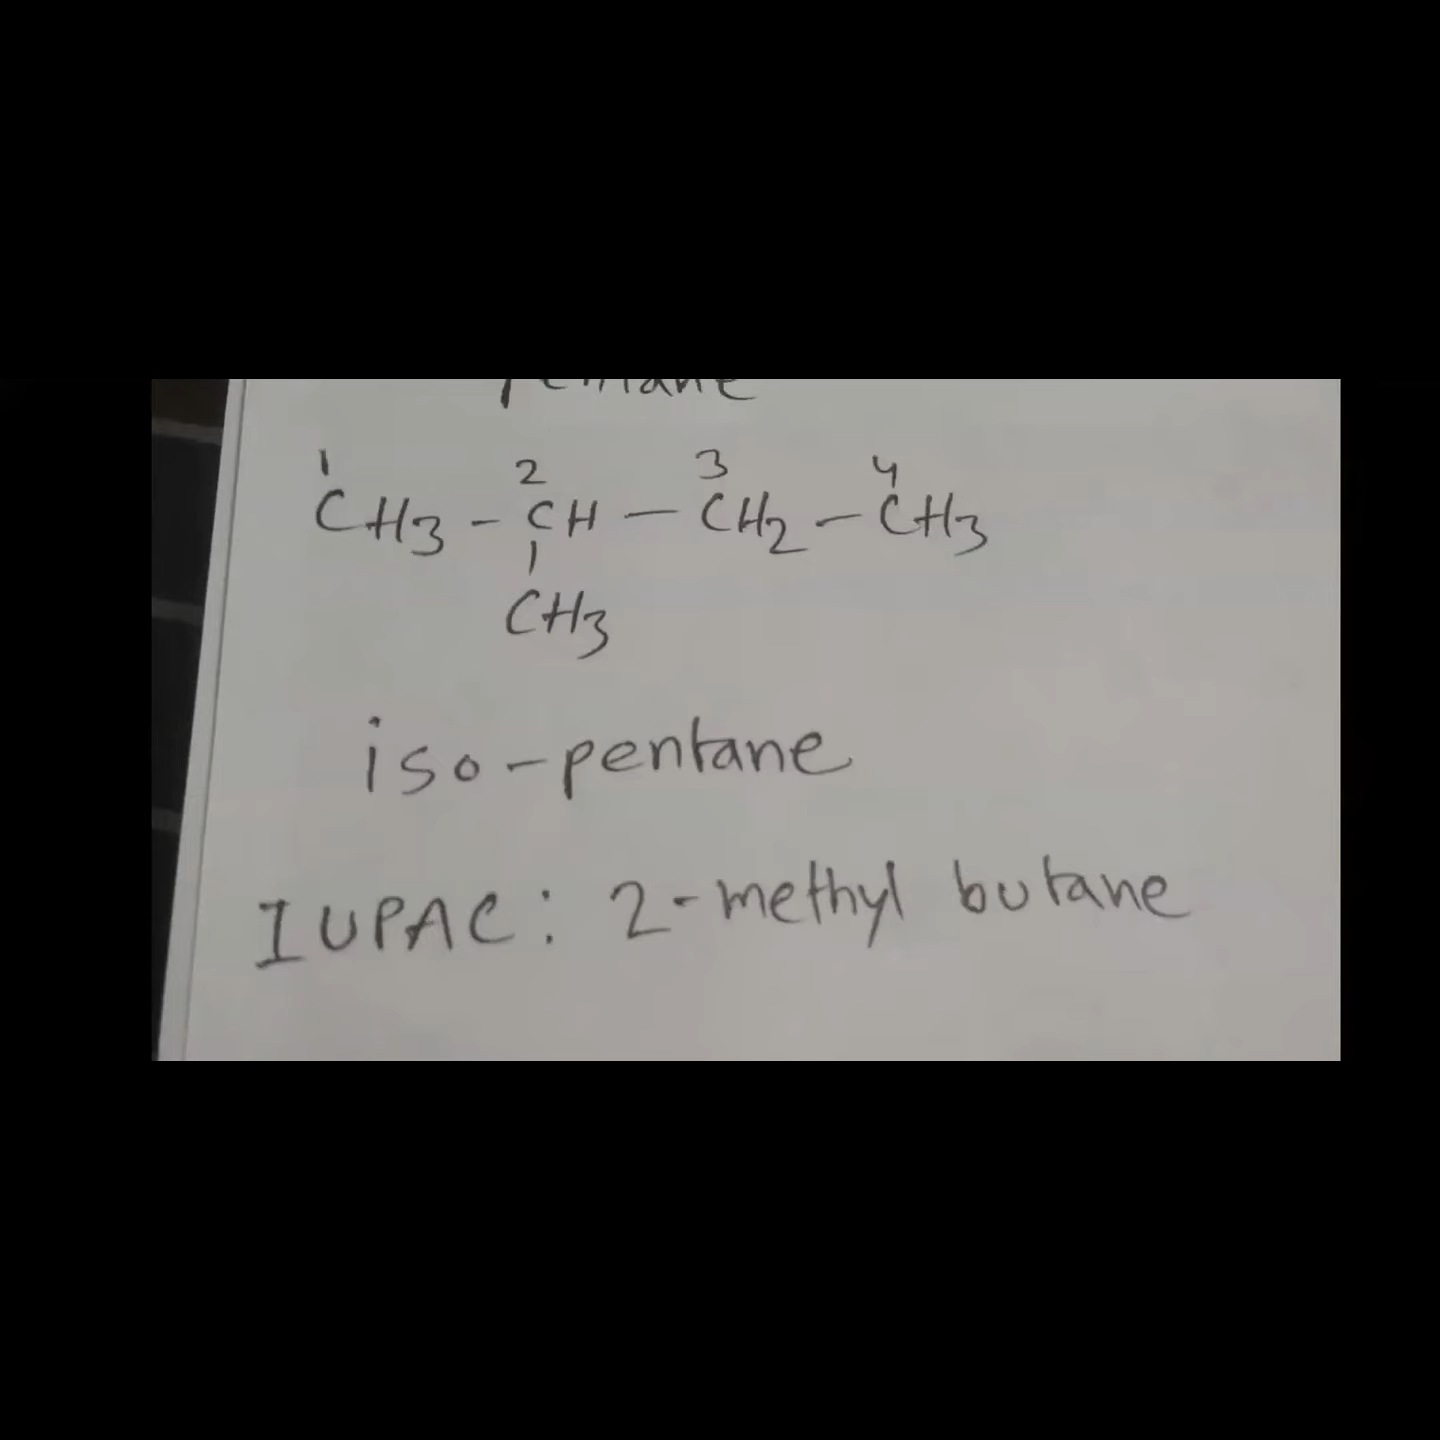 1 2 3 4
CH3 - CH — CH2 — CH3
|
CH3
iso-pentane
IUPAC: 2-methyl butane